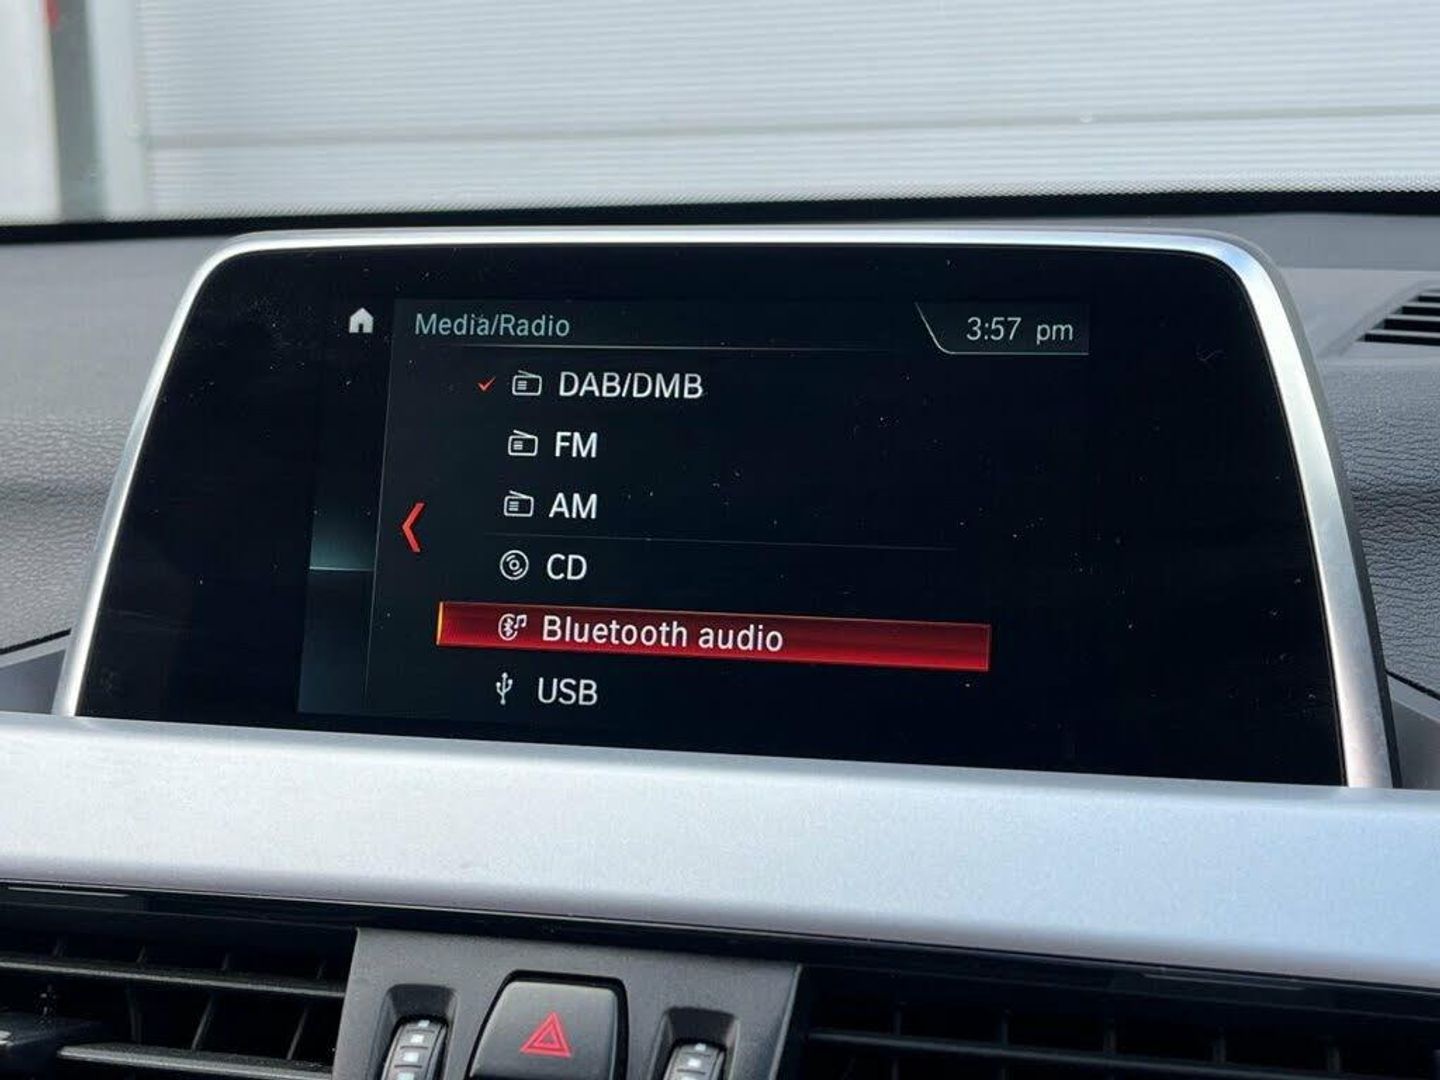 Media/Radio
3:57 pm
DAB/DMB
FM
AM
CD
Bluetooth audio
USB